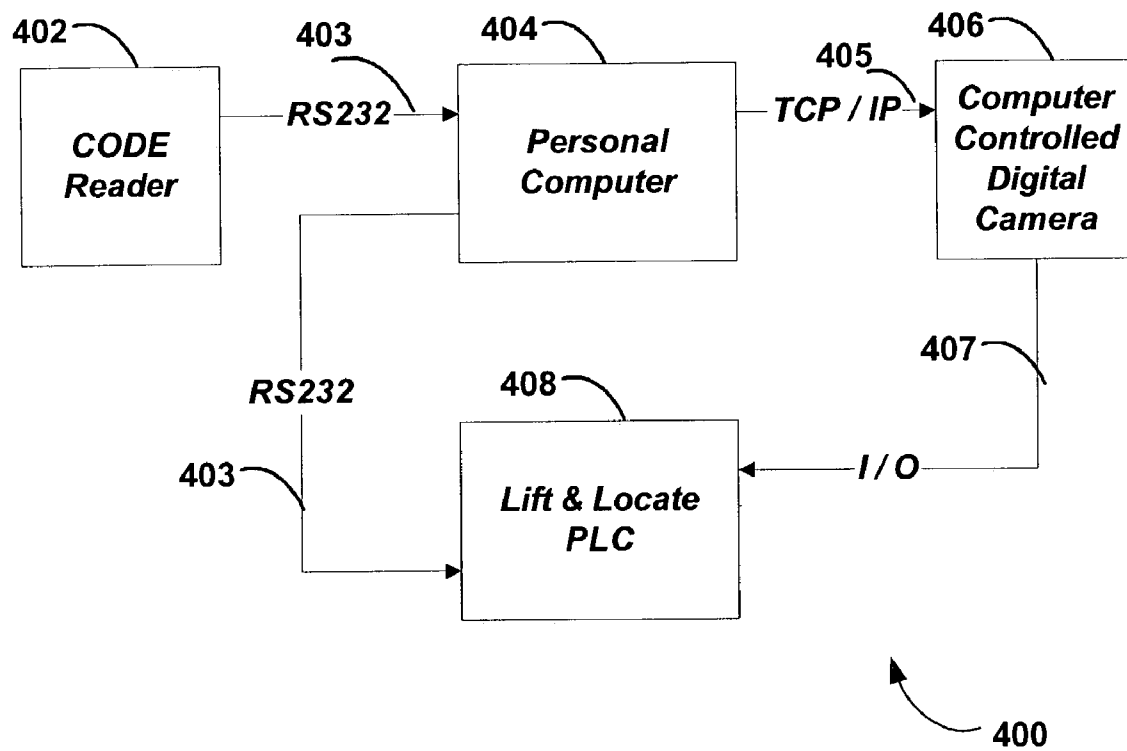 402
403
404
405
406
CODE
Reader
RS232
Personal
Computer
TCP / IP
Computer
Controlled
Digital
Camera
407
RS232
408
403
Lift & Locate
PLC
I / O
400